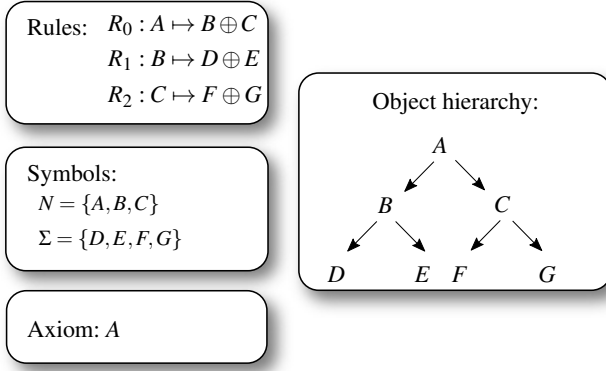 Rules: R₀ : A ↦ B ⊕ C
R₁ : B ↦ D ⊕ E
R₂ : C ↦ F ⊕ G
Symbols:
N = {A,B,C}
Σ = {D,E,F,G}
Axiom: A
Object hierarchy:
A
B C
D E F G